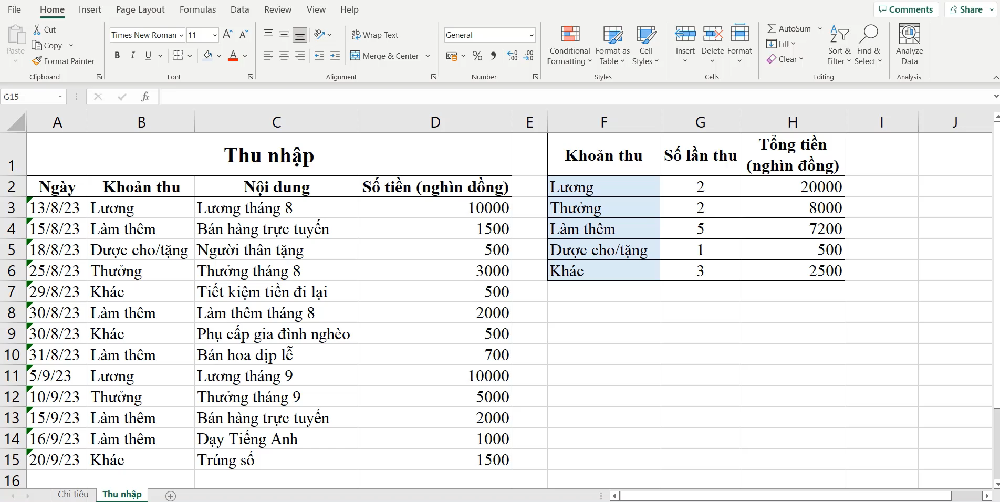 File Home Insert Page Layout Formulas Data Review View Help Comments Share
Paste Cut Copy Format Painter Clipboard
Times New Roman 11 A A B I U A Font
ab Wrap Text Merge & Center Alignment
General % Number
Conditional Formatting Format as Table Cell Styles Styles
Insert Delete Format Cells
AutoSum Fill Clear Sort & Filter Find & Select Editing
Analyze Data Analysis
G15 fx
A B C D E F G H I J
1 Thu nhập Khoản thu Số lần thu Tổng tiền (nghìn đồng)
2 Ngày Khoản thu Nội dung Số tiền (nghìn đồng) Lương 2 20000
3 13/8/23 Lương Lương tháng 8 10000 Thưởng 2 8000
4 15/8/23 Làm thêm Bán hàng trực tuyến 1500 Làm thêm 5 7200
5 18/8/23 Được cho/tặng Người thân tặng 500 Được cho/tặng 1 500
6 25/8/23 Thưởng Thưởng tháng 8 3000 Khác 3 2500
7 29/8/23 Khác Tiết kiệm tiền đi lại 500
8 30/8/23 Làm thêm Làm thêm tháng 8 2000
9 30/8/23 Khác Phụ cấp gia đình nghèo 500
10 31/8/23 Làm thêm Bán hoa dịp lễ 700
11 5/9/23 Lương Lương tháng 9 10000
12 10/9/23 Thưởng Thưởng tháng 9 5000
13 15/9/23 Làm thêm Bán hàng trực tuyến 2000
14 16/9/23 Làm thêm Dạy Tiếng Anh 1000
15 20/9/23 Khác Trúng số 1500
16
Chi tiêu Thu nhập